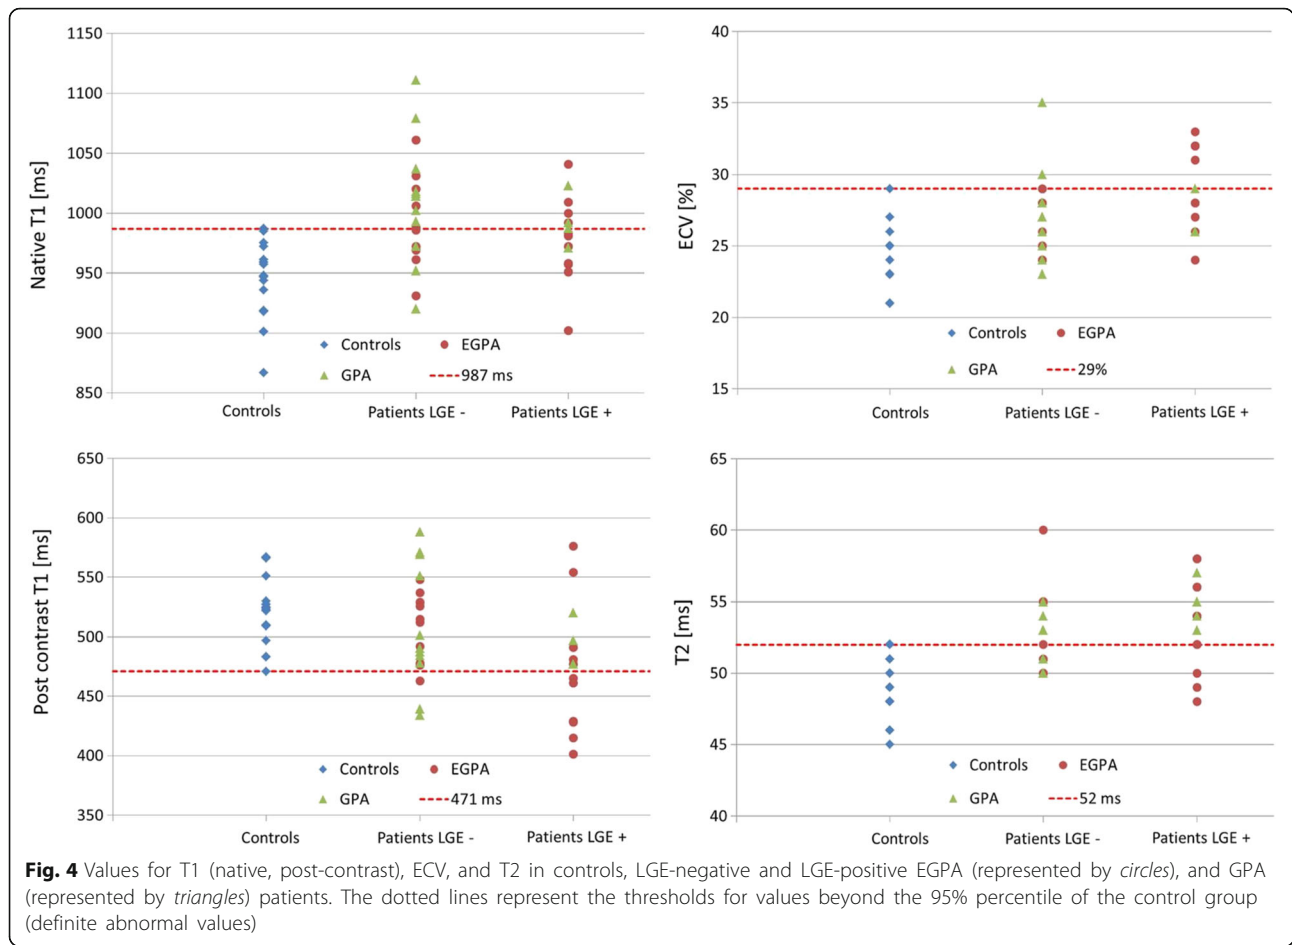 1150
1100
1050
1000
950
900
850
Native T1 [ms]
Controls
EGPA
GPA
987 ms
Controls
Patients LGE -
Patients LGE +
40
35
30
25
20
15
ECV [%]
Controls
EGPA
GPA
29%
Controls
Patients LGE -
Patients LGE +
650
600
550
500
450
400
350
Post contrast T1 [ms]
Controls
EGPA
GPA
471 ms
Controls
Patients LGE -
Patients LGE +
65
60
55
50
45
40
T2 [ms]
Controls
EGPA
GPA
52 ms
Controls
Patients LGE -
Patients LGE +
Fig. 4 Values for T1 (native, post-contrast), ECV, and T2 in controls, LGE-negative and LGE-positive EGPA (represented by circles), and GPA
(represented by triangles) patients. The dotted lines represent the thresholds for values beyond the 95% percentile of the control group
(definite abnormal values)